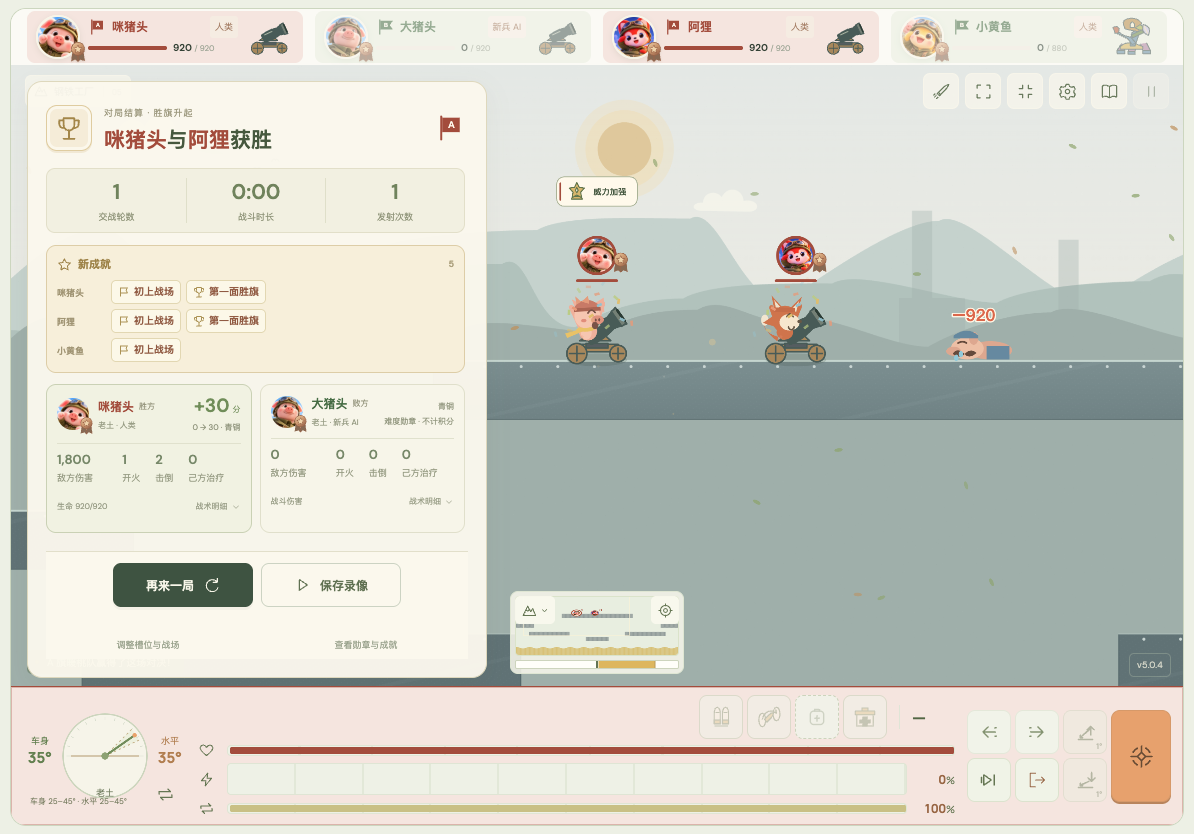 A 咪猪头 人类
920 / 920
B 大猪头 新兵 AI
0 / 920
A 阿狸 人类
920 / 920
B 小黄鱼 人类
0 / 880
对局结算 · 胜旗升起
咪猪头与阿狸获胜
A
1
交战轮数
0:00
战斗时长
1
发射次数
新成就
5
咪猪头 初上战场 第一面胜旗
阿狸 初上战场 第一面胜旗
小黄鱼 初上战场
咪猪头 胜方
+30 分
老土 · 人类
0 → 30 · 青铜
1,800 1 2 0
敌方伤害 开火 击倒 己方治疗
生命 920/920
战术明细
大猪头 败方
青铜
老土 · 新兵 AI
难度勋章 · 不计积分
0 0 0 0
敌方伤害 开火 击倒 己方治疗
战斗伤害
战术明细
再来一局
保存录像
调整槽位与战场
查看勋章与成就
威力加强
−920
v5.0.4
车身
35°
水平
35°
老土
车身 25–45° · 水平 25–45°
0%
100%
1°
1°